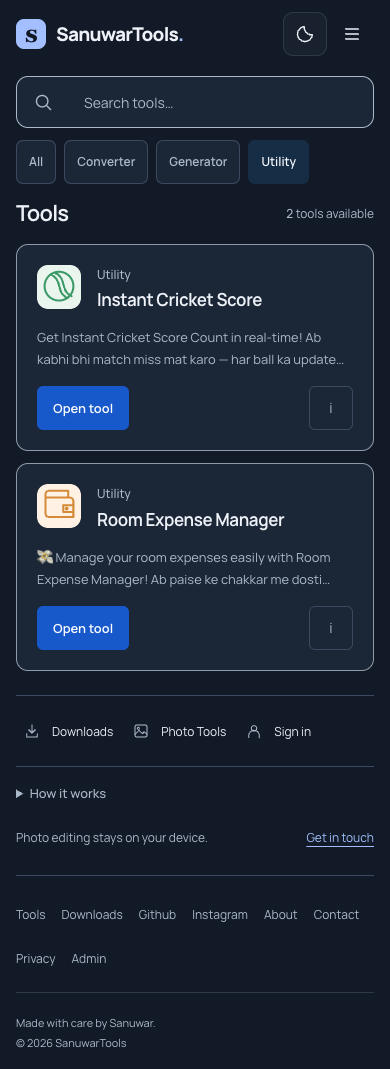 S SanuwarTools.
Search tools...
All Converter Generator Utility
Tools 2 tools available
Utility
Instant Cricket Score
Get Instant Cricket Score Count in real-time! Ab
kabhi bhi match miss mat karo — har ball ka update...
Open tool i
Utility
Room Expense Manager
💸 Manage your room expenses easily with Room
Expense Manager! Ab paise ke chakkar me dosti...
Open tool i
Downloads Photo Tools Sign in
How it works
Photo editing stays on your device. Get in touch
Tools Downloads Github Instagram About Contact
Privacy Admin
Made with care by Sanuwar.
© 2026 SanuwarTools